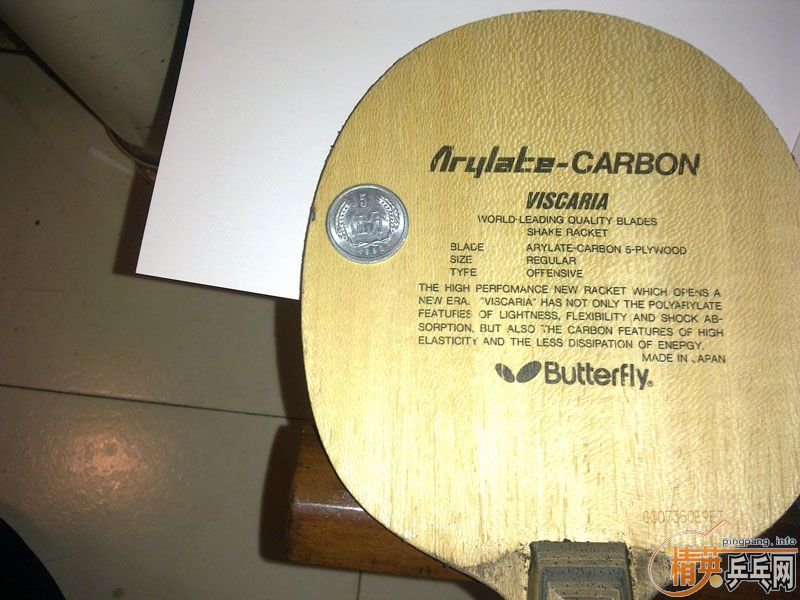 Arylate-CARBON
VISCARIA
WORLD-LEADING QUALITY BLADES
SHAKE RACKET
BLADE ARYLATE-CARBON 5-PLYWOOD
SIZE REGULAR
TYPE OFFENSIVE
THE HIGH PERFOMANCE NEW RACKET WHICH OPENS A
NEW ERA. "VISCARIA" HAS NOT ONLY THE POLYARYLATE
FEATURES OF LIGHTNESS, FLEXIBILITY AND SHOCK AB-
SORPTION, BUT ALSO THE CARBON FEATURES OF HIGH
ELASTICITY AND THE LESS DISSIPATION OF ENERGY.
MADE IN JAPAN
Butterfly®
5
pingpang.info
精英乒乓网